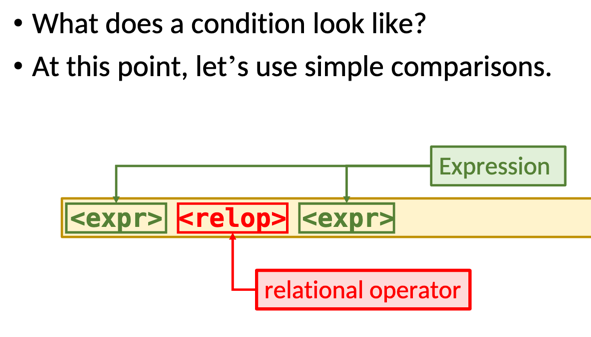 • What does a condition look like?
• At this point, let’s use simple comparisons.
Expression
<expr> <relop> <expr>
relational operator